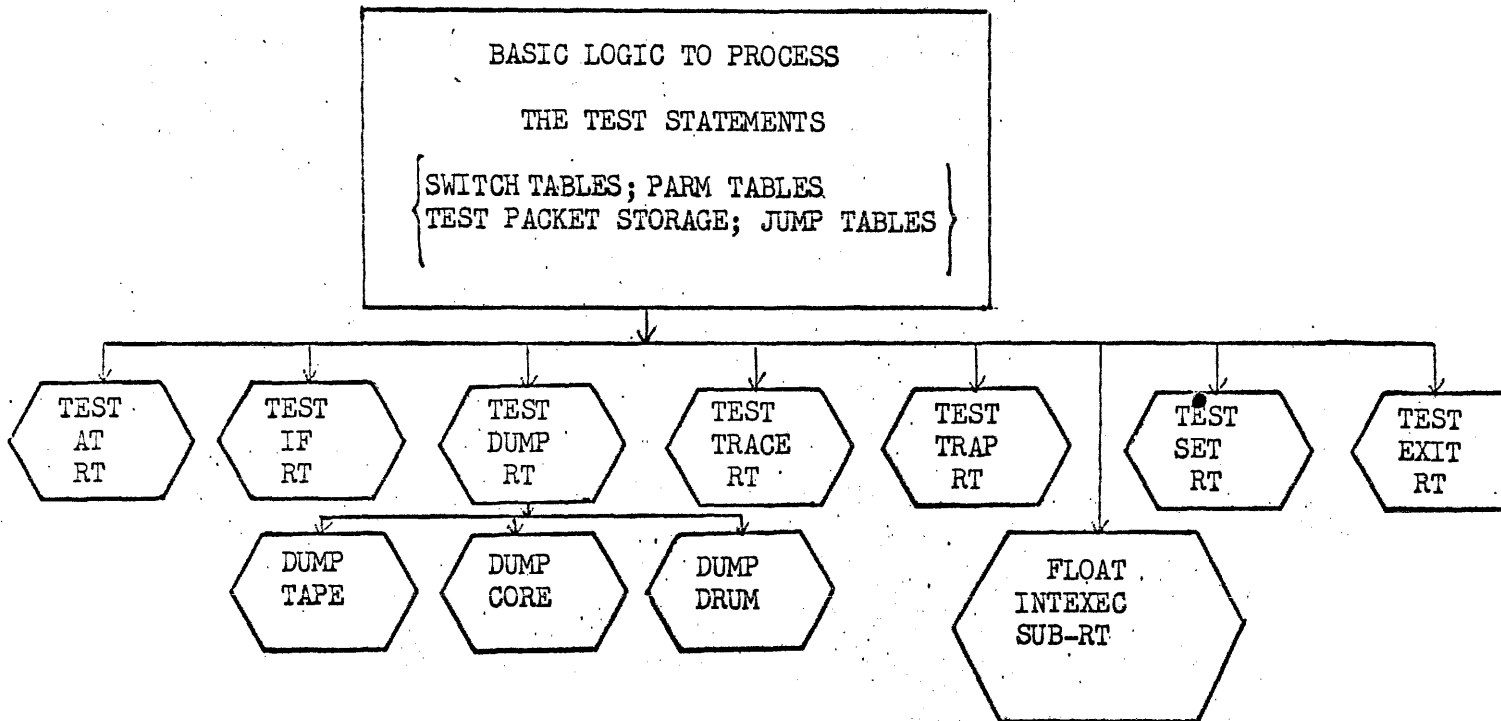 BASIC LOGIC TO PROCESS
THE TEST STATEMENTS
SWITCH TABLES; PARM TABLES
TEST PACKET STORAGE; JUMP TABLES
TEST
AT
RT
TEST
IF
RT
TEST
DUMP
RT
TEST
TRACE
RT
TEST
TRAP
RT
TEST
SET
RT
TEST
EXIT
RT
DUMP
TAPE
DUMP
CORE
DUMP
DRUM
FLOAT
INTEXEC
SUB-RT